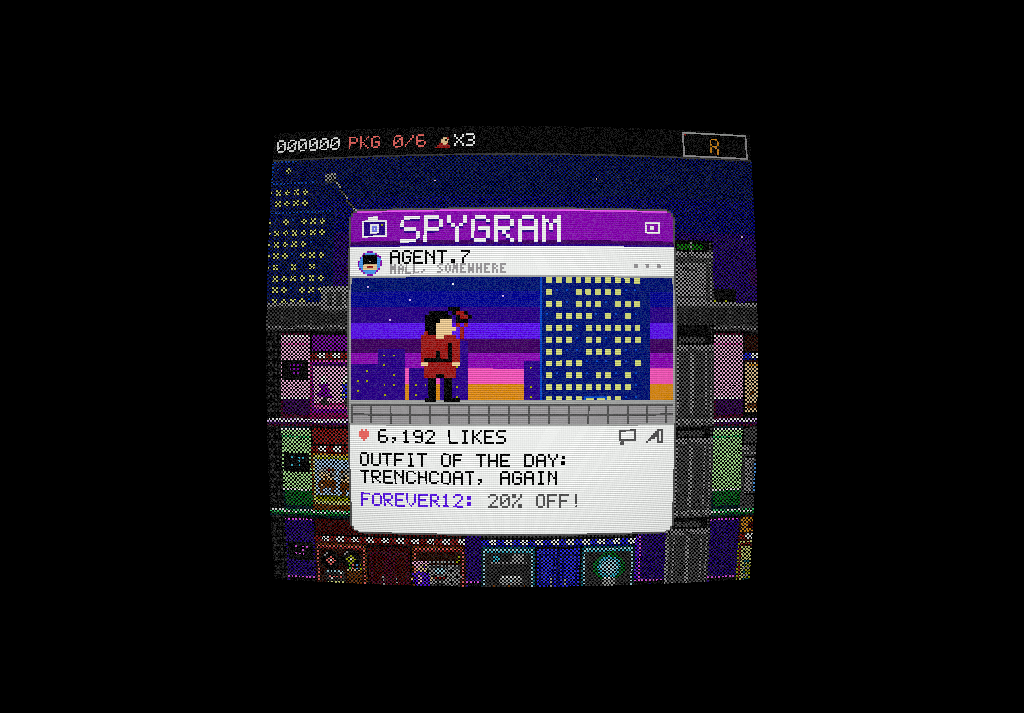 000000 PKG 0/6 X3
R
SPYGRAM
AGENT.7
MALL, SOMEWHERE
6,192 LIKES
OUTFIT OF THE DAY:
TRENCHCOAT, AGAIN
FOREVER12: 20% OFF!